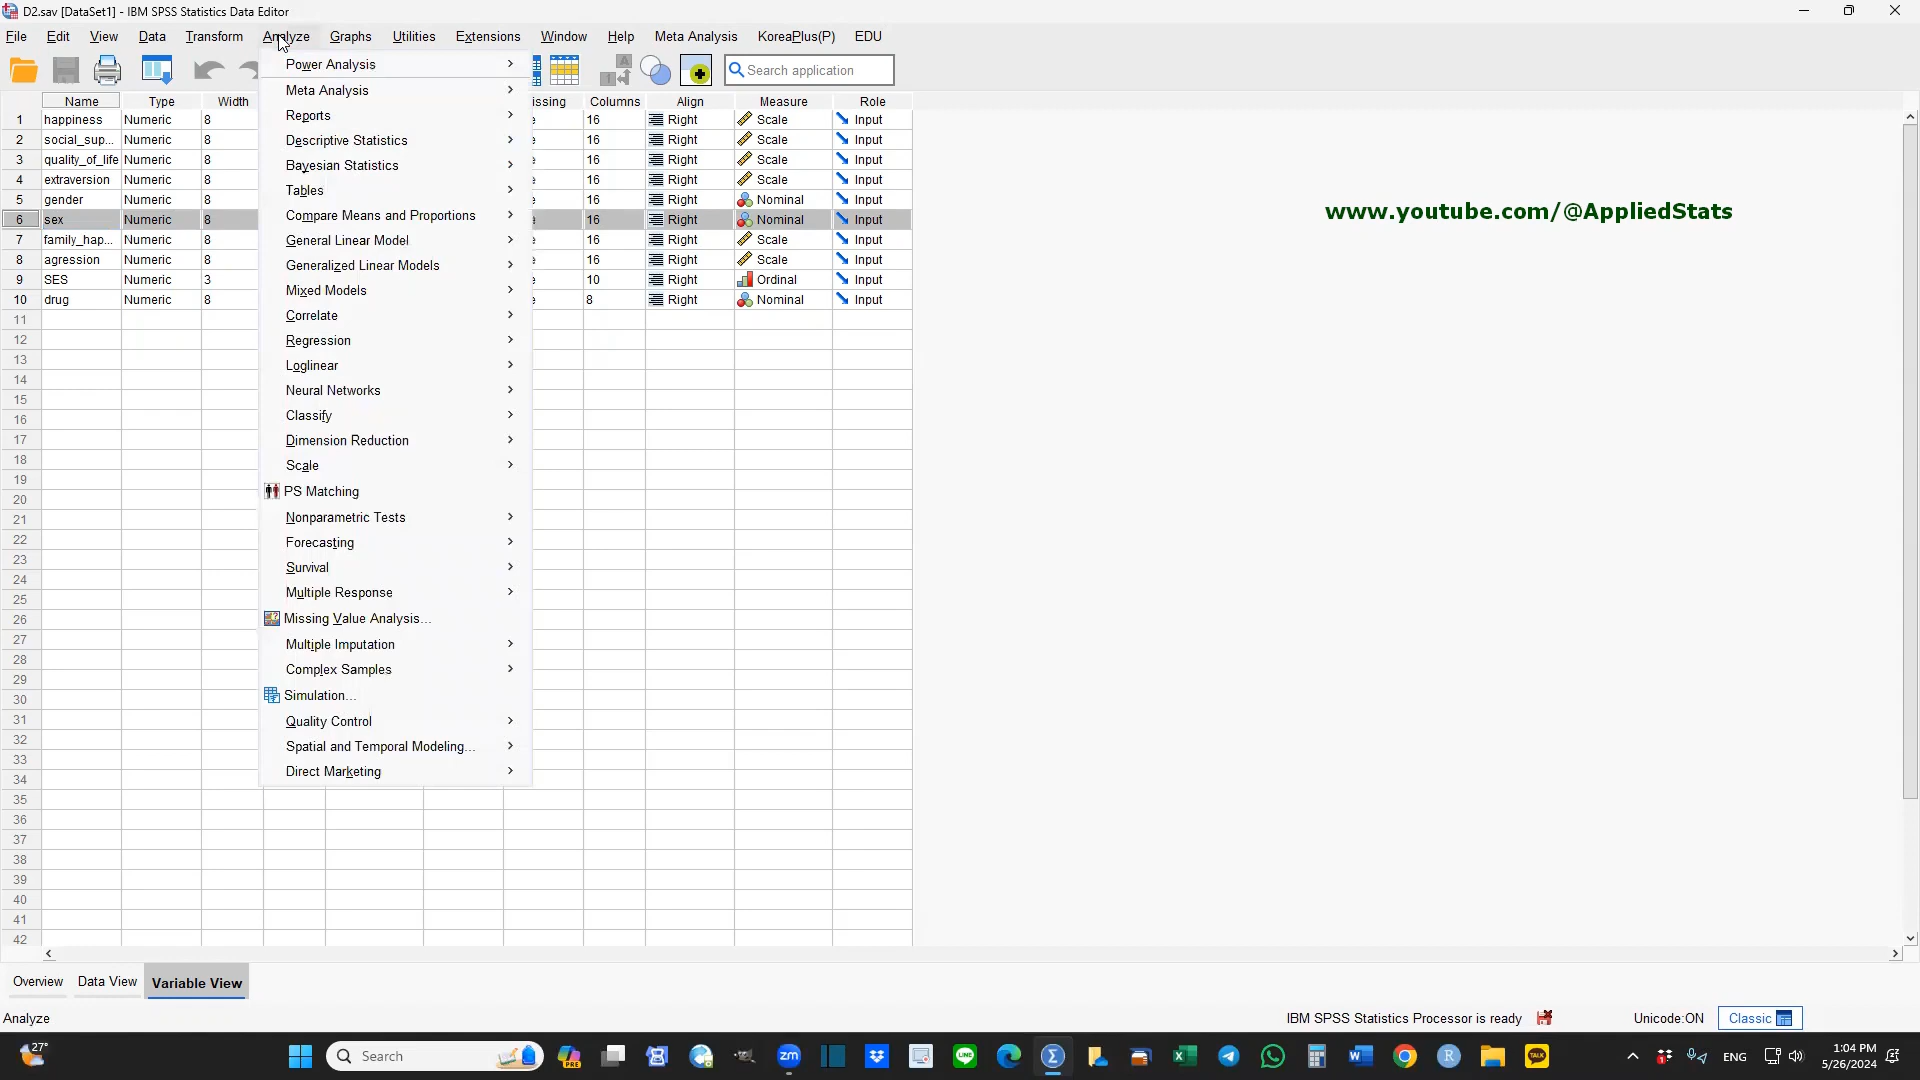 D2.sav [DataSet1] - IBM SPSS Statistics Data Editor
File Edit View Data Transform Analyze Graphs Utilities Extensions Window Help Meta Analysis KoreaPlus(P) EDU
Search application
Name Type Width issing Columns Align Measure Role
1 happiness Numeric 8 e 16 Right Scale Input
2 social_sup... Numeric 8 e 16 Right Scale Input
3 quality_of_life Numeric 8 e 16 Right Scale Input
4 extraversion Numeric 8 e 16 Right Scale Input
5 gender Numeric 8 e 16 Right Nominal Input
6 sex Numeric 8 e 16 Right Nominal Input
7 family_hap... Numeric 8 e 16 Right Scale Input
8 agression Numeric 8 e 16 Right Scale Input
9 SES Numeric 3 e 10 Right Ordinal Input
10 drug Numeric 8 e 8 Right Nominal Input
11
12
13
14
15
16
17
18
19
20
21
22
23
24
25
26
27
28
29
30
31
32
33
34
35
36
37
38
39
40
41
42
Power Analysis
Meta Analysis
Reports
Descriptive Statistics
Bayesian Statistics
Tables
Compare Means and Proportions
General Linear Model
Generalized Linear Models
Mixed Models
Correlate
Regression
Loglinear
Neural Networks
Classify
Dimension Reduction
Scale
PS Matching
Nonparametric Tests
Forecasting
Survival
Multiple Response
Missing Value Analysis...
Multiple Imputation
Complex Samples
Simulation...
Quality Control
Spatial and Temporal Modeling...
Direct Marketing
www.youtube.com/@AppliedStats
Overview Data View Variable View
Analyze IBM SPSS Statistics Processor is ready Unicode:ON Classic
27° Search PRE zm LINE W R TALK ENG 1:04 PM
5/26/2024